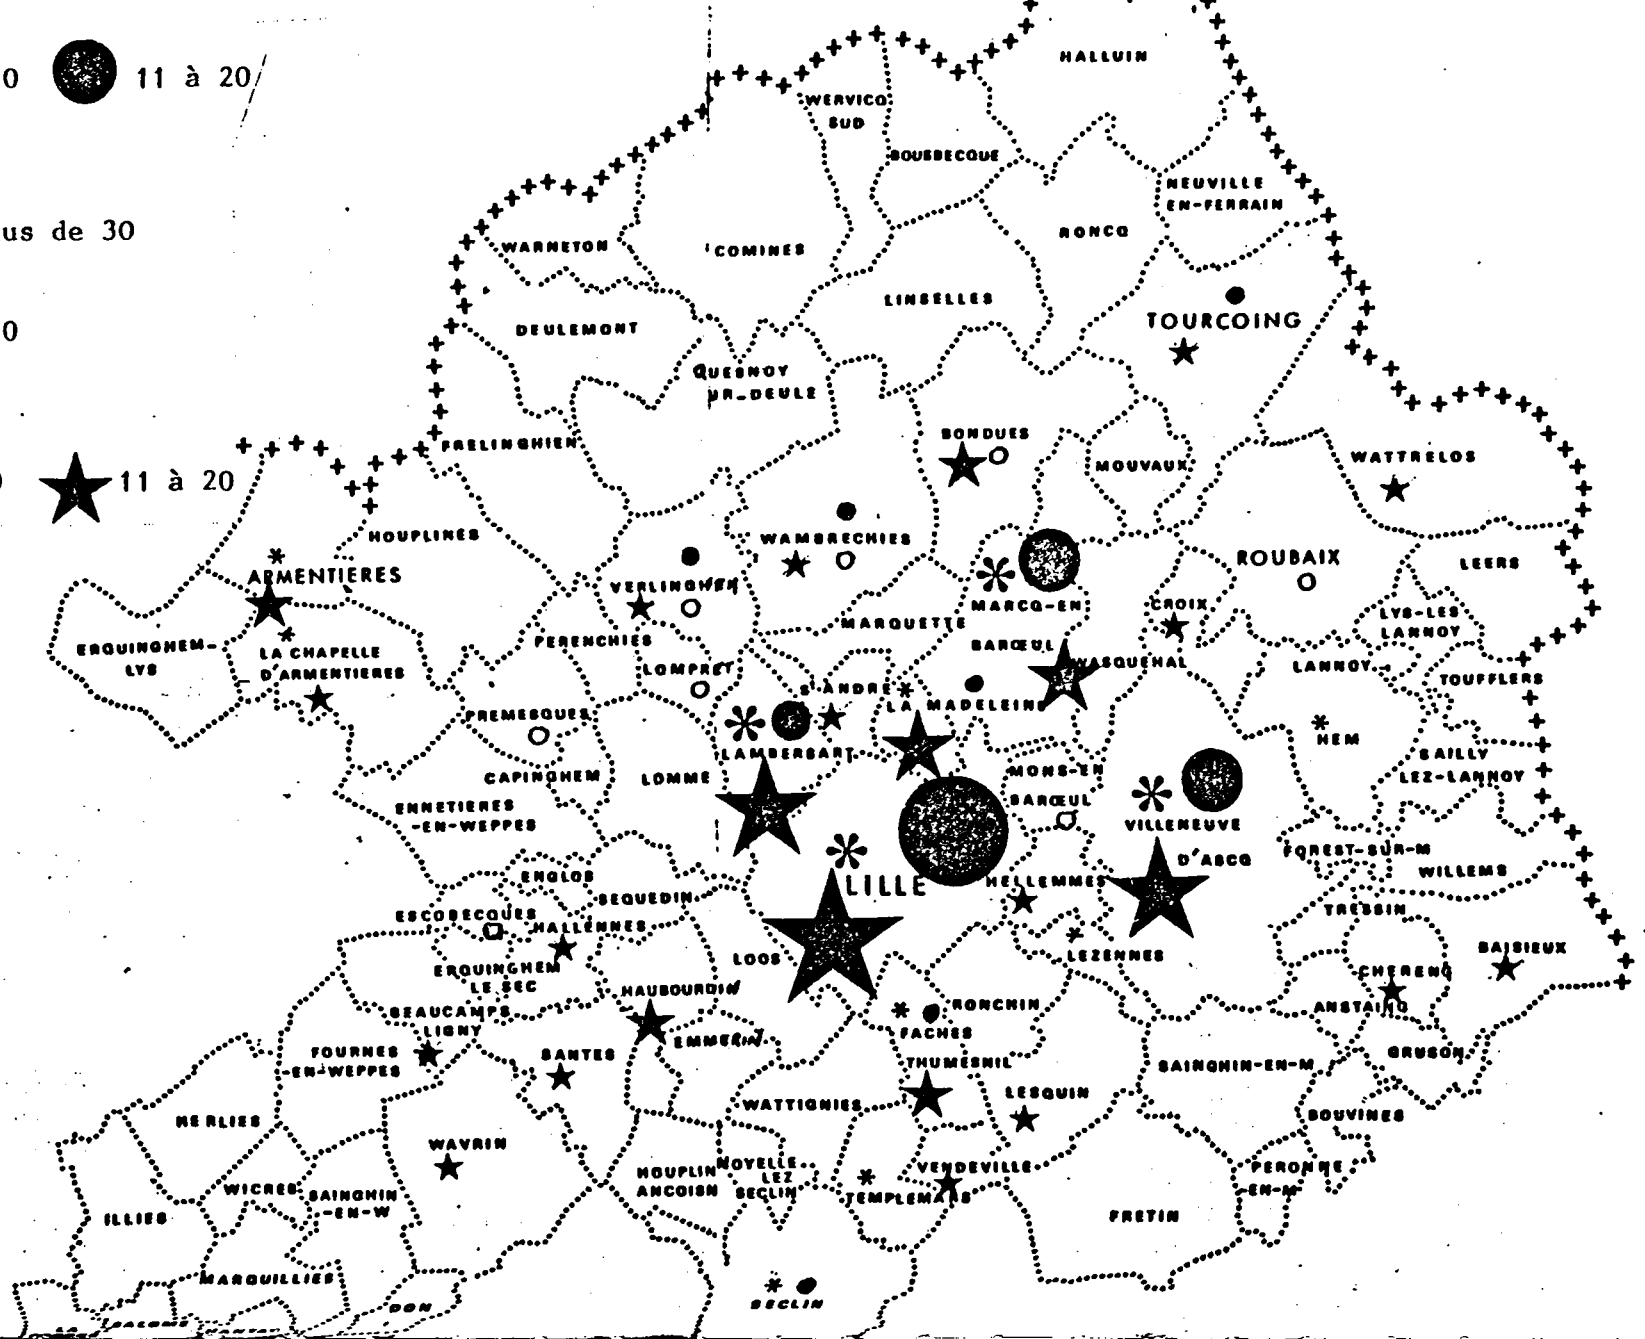 0 11 à 20
us de 30
0
11 à 20
HALLUIN
WERVICQ
SUD
BOUSBECQUE
NEUVILLE
EN-FERRAIN
RONCQ
WARNETON
COMINES
LINSELLES
DEULEMONT
TOURCOING
QUESNOY
UR-DEULE
FRELINGHIEN
BONDUES
MOUVAUX
WATTRELOS
HOUPLINES
WAMBRECHIES
ROUBAIX
LEERS
ARMENTIERES
VERLINGHEM
MARCQ-EN
BARŒUL
CROIX
LYS-LES
LANNOY
MARQUETTE
ERQUINGHEM-
LYS
PERENCHIES
LA CHAPELLE
D'ARMENTIERES
LOMPRET
WASQUEHAL
LANNOY
TOUFFLERS
S'ANDRE
LA MADELEINE
PREMESQUES
HEM
LAMBERSART
SAILLY
LEZ-LANNOY
CAPINGHEM
LOMME
MONS-EN
BARŒUL
ENNETIERES
-EN-WEPPES
VILLENEUVE
D'ASCQ
FOREST-SUR-M
WILLEMS
ENGLOS
LILLE
HELLEMMES
SEQUEDIN
TRESSIN
ESCOBECQUES
HALLENNES
LEZENNES
BAISIEUX
LOOS
ERQUINGHEM
LE SEC
CHERENG
HAUBOURDIN
RONCHIN
ANSTAING
BEAUCAMPS
LIGNY
FACHES
THUMESNIL
EMMERIN
FOURNES
-EN-WEPPES
SANTES
GRUSON
SAINGHIN-EN-M
LESQUIN
HERLIES
WATTIGNIES
BOUVINES
WAVRIN
HOUPLIN
ANCOISN
NOYELLE
LEZ
SECLIN
VENDEVILLE
PERONNE
-EN-M
WICRES
SAINGHIN
-EN-W
TEMPLEMARS
ILLIES
FRETIN
MARQUILLIES
DON
SECLIN
LA
SALOME